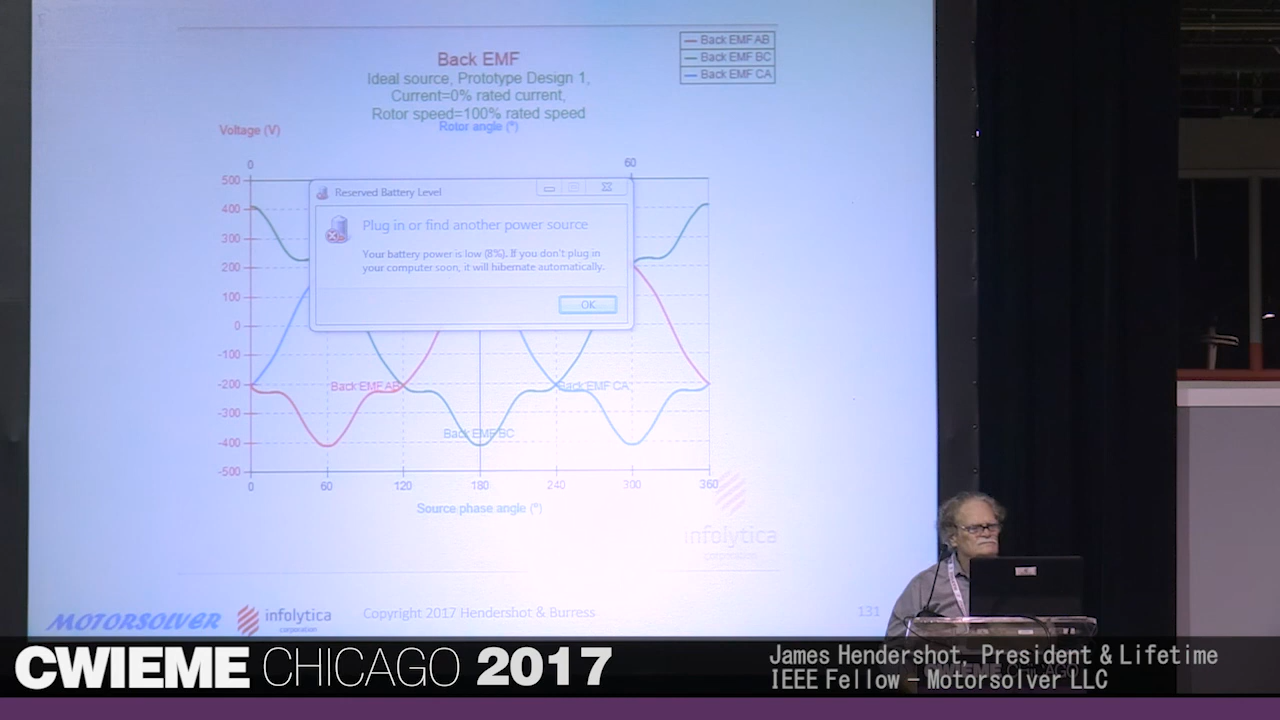 Back EMF AB
Back EMF BC
Back EMF CA
Back EMF
Ideal source, Prototype Design 1,
Current=0% rated current,
Rotor speed=100% rated speed
Voltage (V)
Rotor angle (°)
0
60
500
400
300
200
100
0
-100
-200
-300
-400
-500
Reserved Battery Level
Plug in or find another power source
Your battery power is low (8%). If you don't plug in
your computer soon, it will hibernate automatically.
OK
Back EMF AB
Back EMF CA
Back EMF BC
0
60
120
180
240
300
360
Source phase angle (°)
infolytica
corporation
MOTORSOLVER
infolytica
corporation
Copyright 2017 Hendershot & Burress
131
CWIEME CHICAGO 2017
James Hendershot, President & Lifetime
IEEE Fellow - Motorsolver LLC